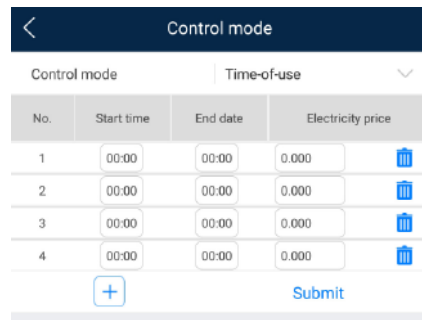 Control mode
Control mode Time-of-use
No. Start time End date Electricity price
1 00:00 00:00 0.000
2 00:00 00:00 0.000
3 00:00 00:00 0.000
4 00:00 00:00 0.000
Submit